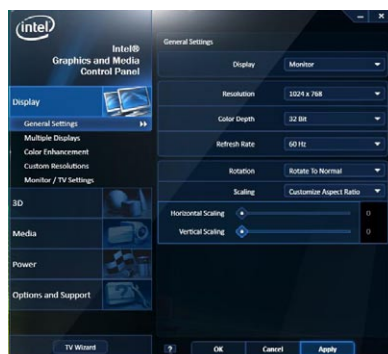 intel
Intel®
Graphics and Media
Control Panel
Display
General Settings
Multiple Displays
Color Enhancement
Custom Resolutions
Monitor / TV Settings
3D
Media
Power
Options and Support
TV Wizard
General Settings
Display Monitor
Resolution 1024 x 768
Color Depth 32 Bit
Refresh Rate 60 Hz
Rotation Rotate To Normal
Scaling Customize Aspect Ratio
Horizontal Scaling 0
Vertical Scaling 0
? OK Cancel Apply